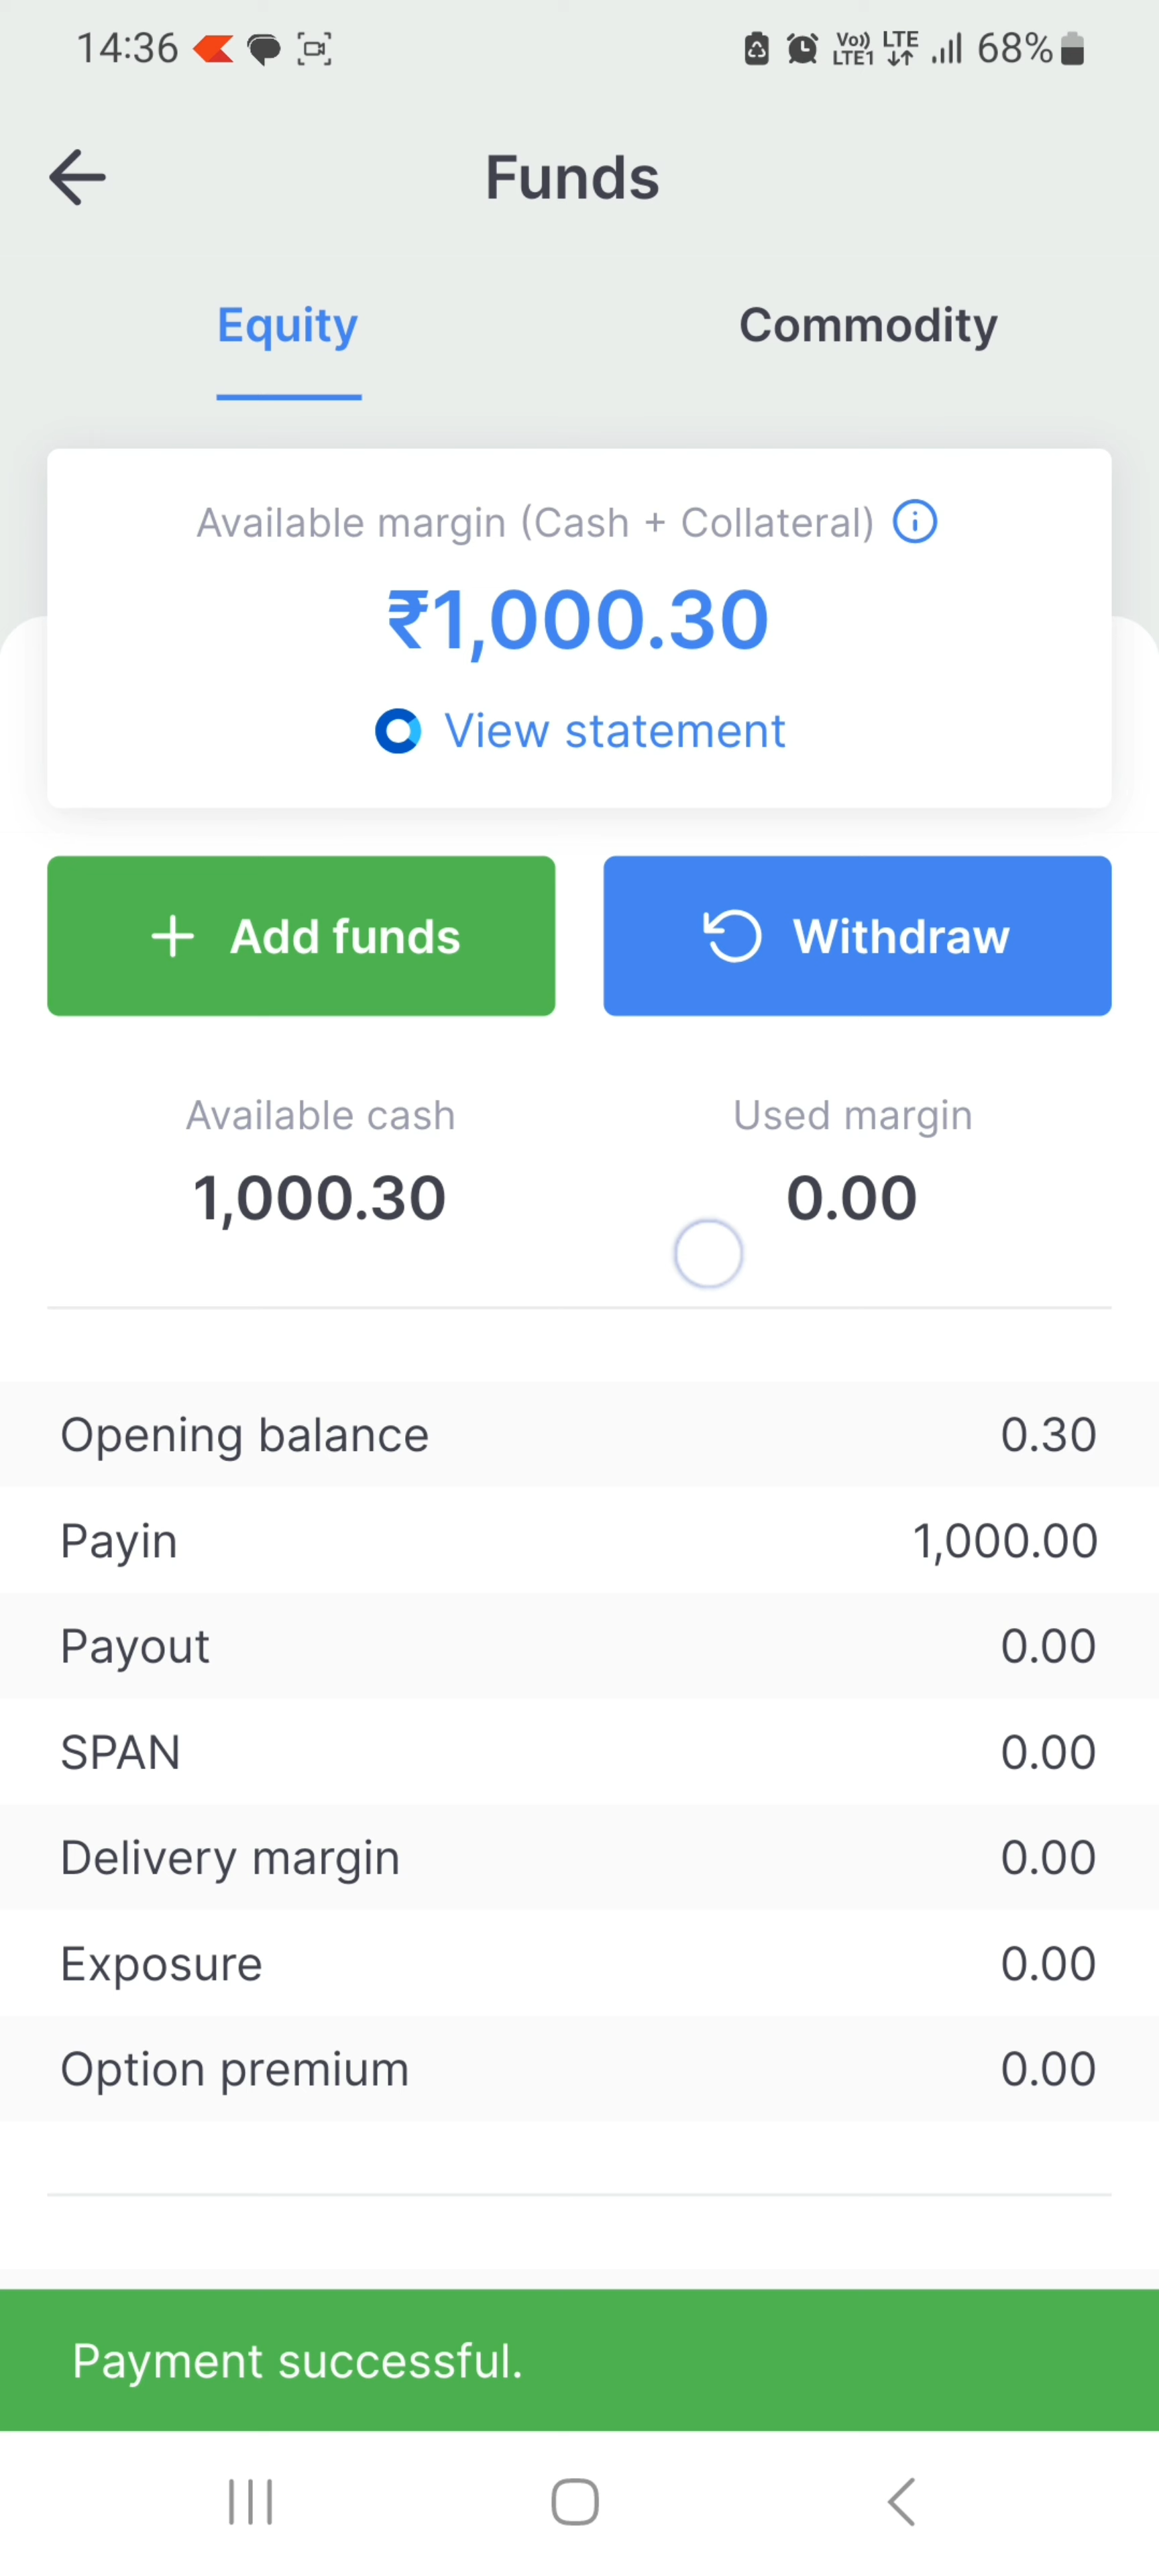 14:36 Vo)) LTE1 LTE 68%
Funds
Equity Commodity
Available margin (Cash + Collateral)
₹1,000.30
View statement
+ Add funds Withdraw
Available cash Used margin
1,000.30 0.00
Opening balance 0.30
Payin 1,000.00
Payout 0.00
SPAN 0.00
Delivery margin 0.00
Exposure 0.00
Option premium 0.00
Payment successful.